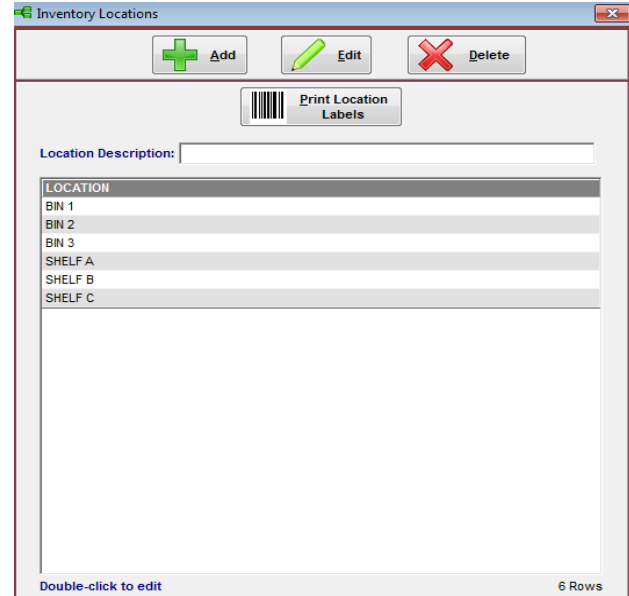 Inventory Locations
Add Edit Delete
Print Location
Labels
Location Description:
LOCATION
BIN 1
BIN 2
BIN 3
SHELF A
SHELF B
SHELF C
Double-click to edit 6 Rows